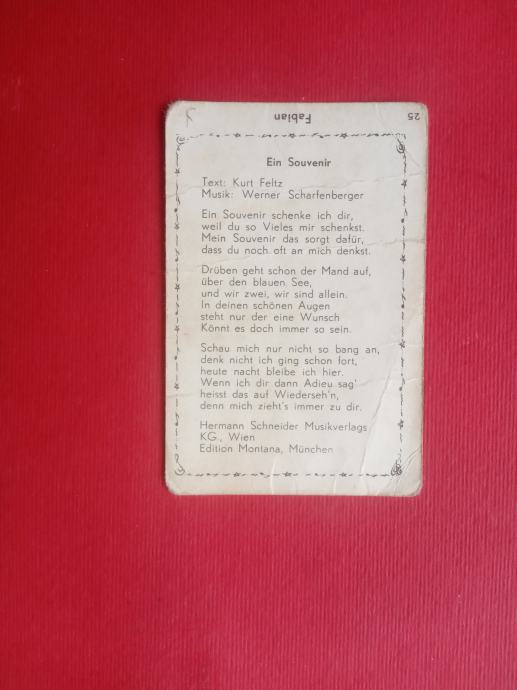 25 Fabian
Ein Souvenir
Text: Kurt Feltz
Musik: Werner Scharfenberger
Ein Souvenir schenke ich dir,
weil du so Vieles mir schenkst.
Mein Souvenir das sorgt dafür,
dass du noch oft an mich denkst.
Drüben geht schon der Mand auf,
über den blauen See,
und wir zwei, wir sind allein.
In deinen schönen Augen
steht nur der eine Wunsch
Könnt es doch immer so sein.
Schau mich nur nicht so bang an,
denk nicht ich ging schon fort,
heute nacht bleibe ich hier.
Wenn ich dir dann Adieu sag'
heisst das auf Wiederseh'n,
denn mich zieht's immer zu dir.
Hermann Schneider Musikverlags
KG., Wien
Edition Montana, München